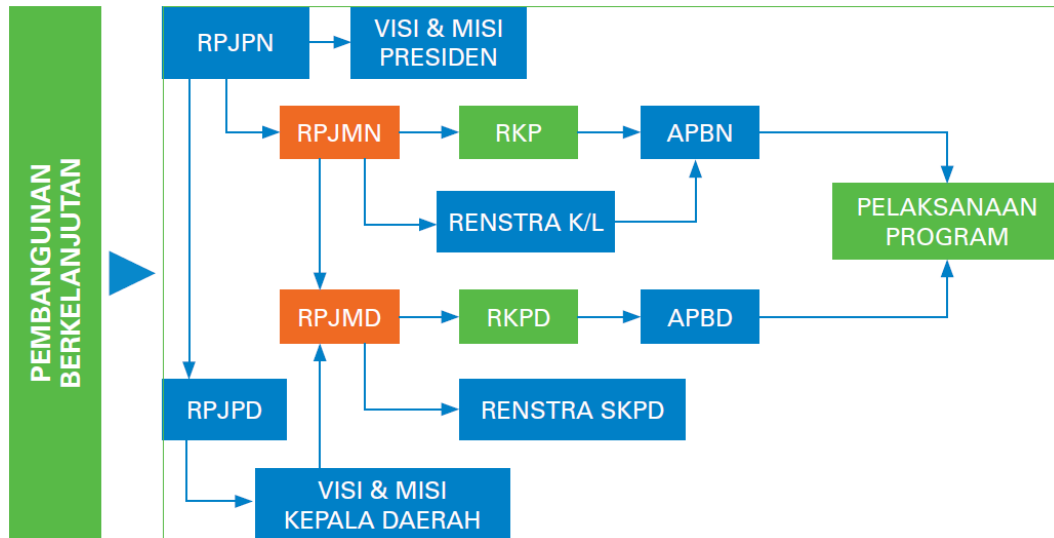 PEMBANGUNAN
BERKELANJUTAN
RPJPN
VISI & MISI
PRESIDEN
RPJMN
RKP
APBN
RENSTRA K/L
PELAKSANAAN
PROGRAM
RPJMD
RKPD
APBD
RPJPD
RENSTRA SKPD
VISI & MISI
KEPALA DAERAH